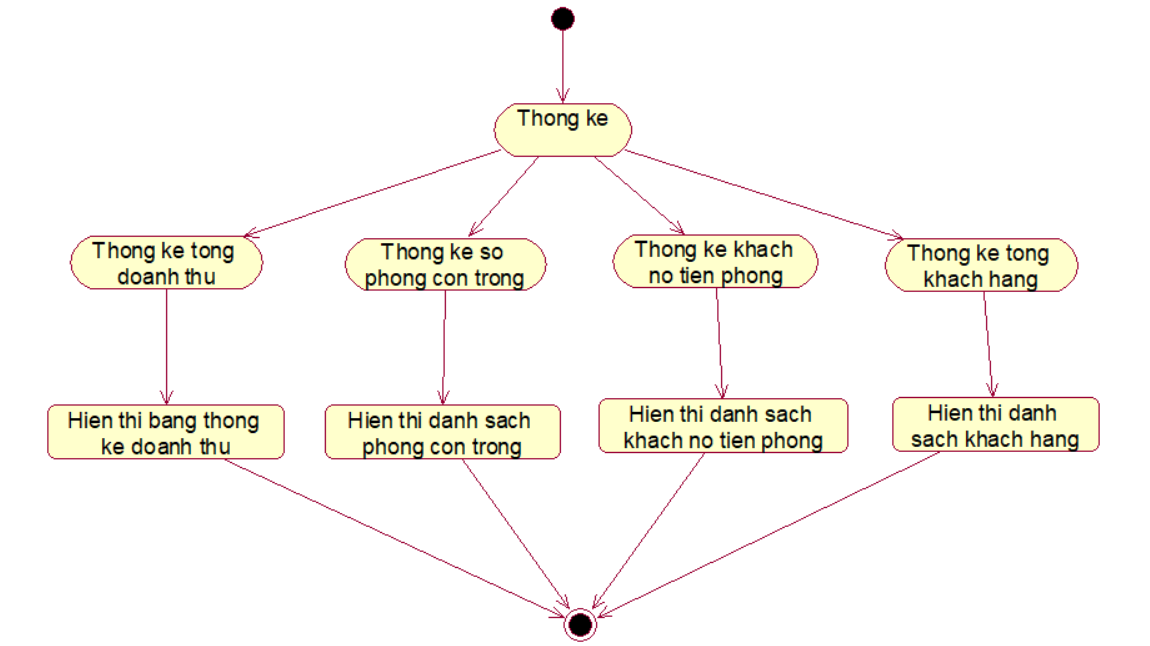 Thong ke
Thong ke tong
doanh thu
Thong ke so
phong con trong
Thong ke khach
no tien phong
Thong ke tong
khach hang
Hien thi bang thong
ke doanh thu
Hien thi danh sach
phong con trong
Hien thi danh sach
khach no tien phong
Hien thi danh
sach khach hang